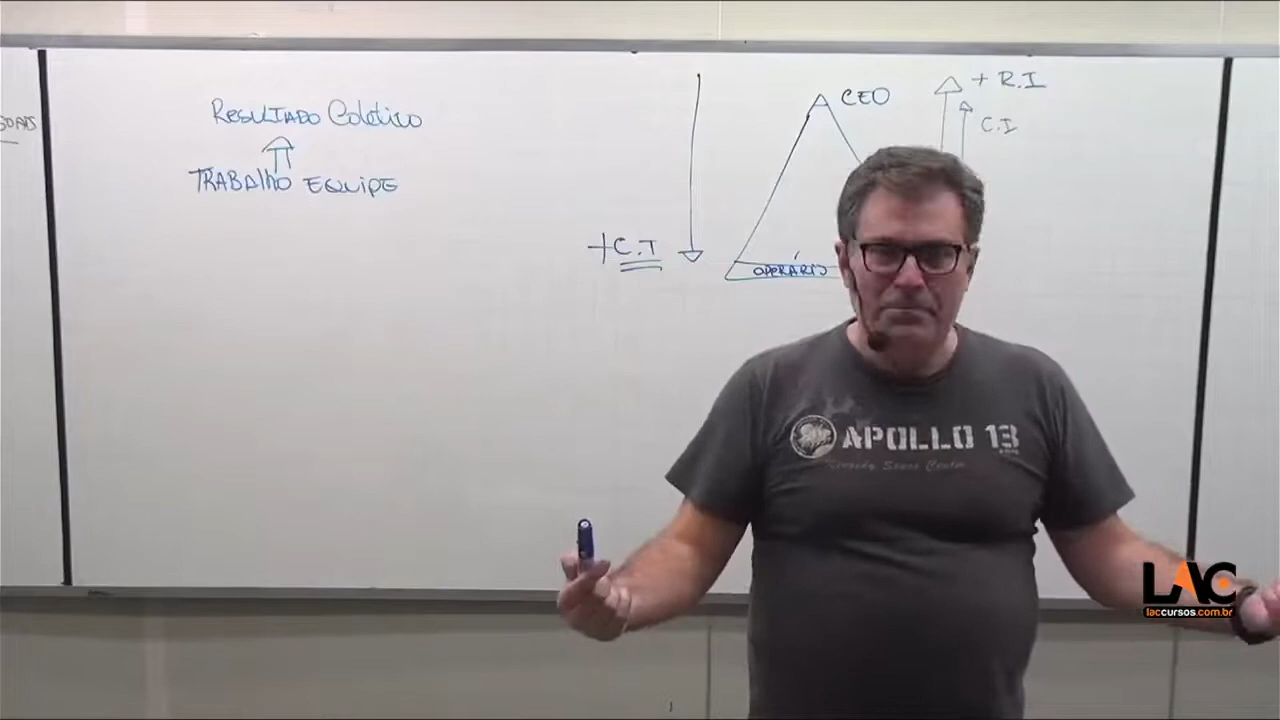 RESULTADO COLETIVO
TRABALHO EQUIPE
+C.T
CEO
OPERÁRIO
+ R.I
C.I
APOLLO 13
LAC
laccursos.com.br